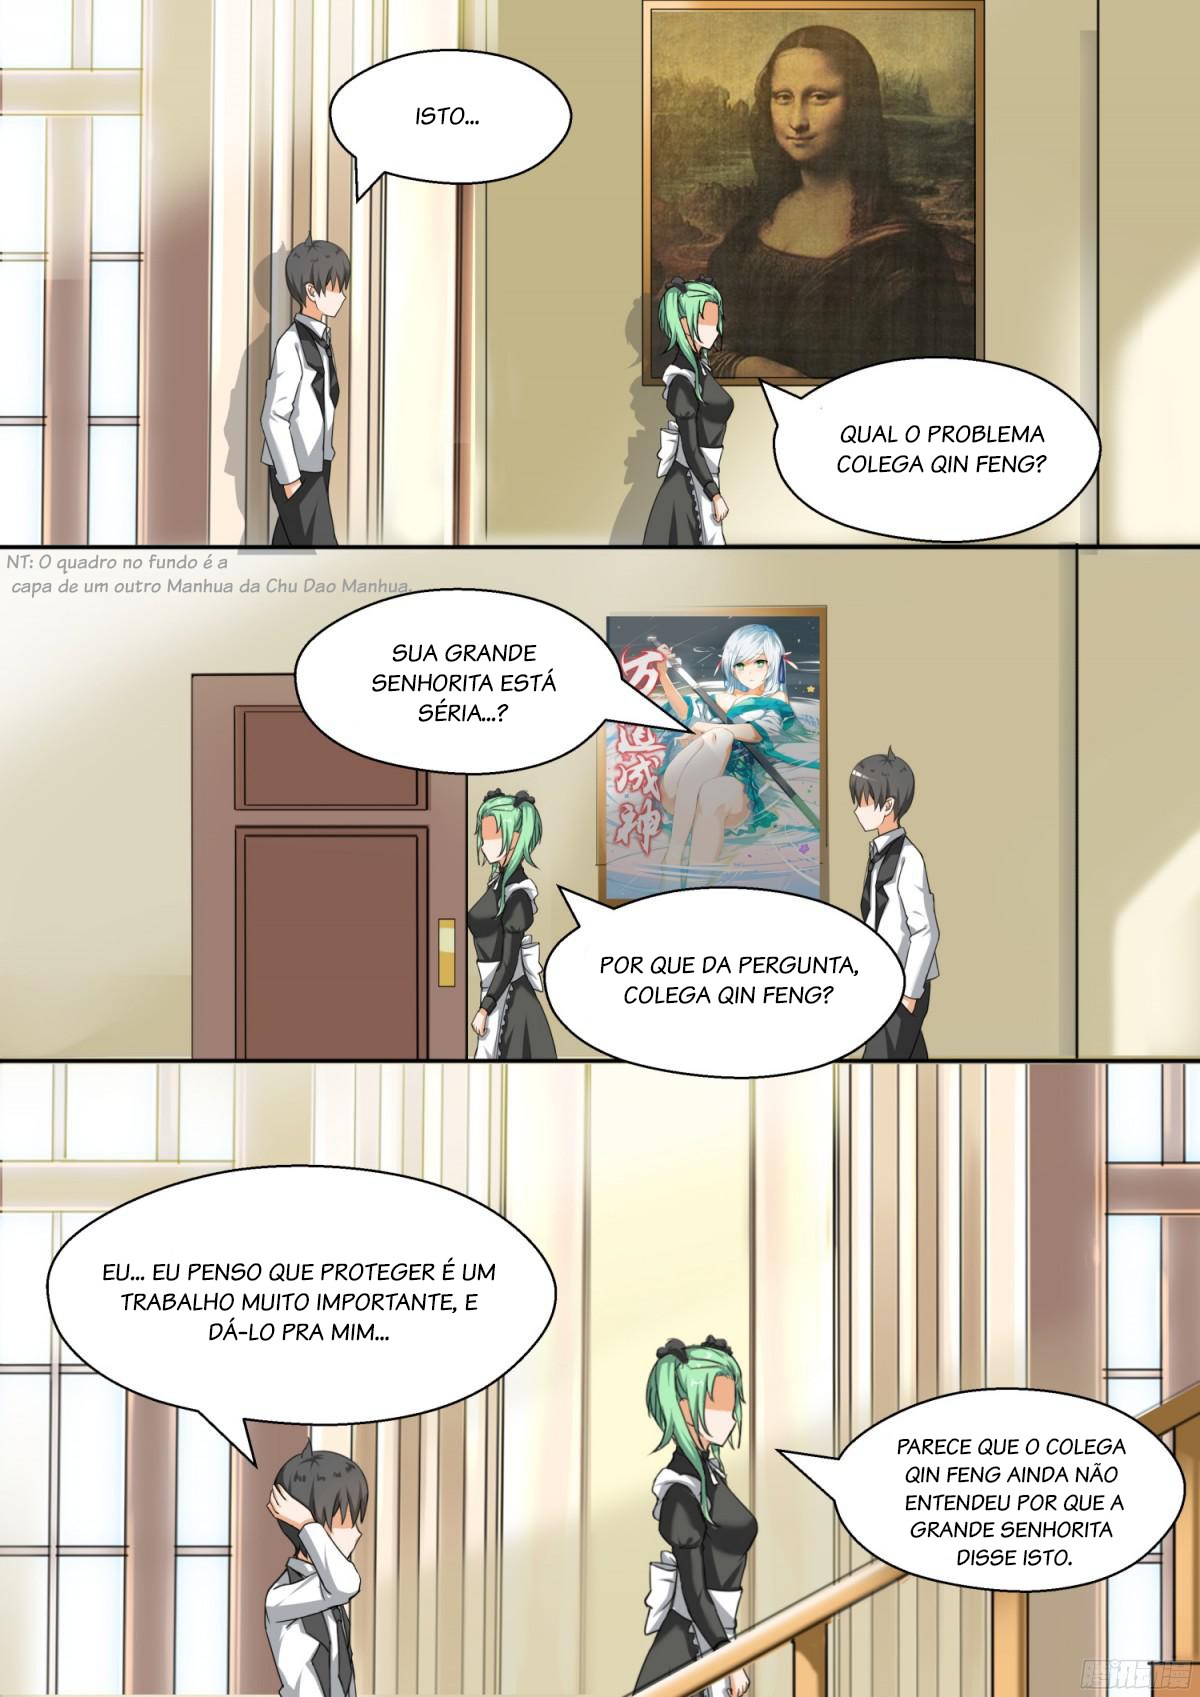 ISTO...
QUAL O PROBLEMA
COLEGA QIN FENG?
NT: O quadro no fundo é a
capa de um outro Manhua da Chu Dao Manhua.
SUA GRANDE
SENHORITA ESTÁ
SÉRIA...?
POR QUE DA PERGUNTA,
COLEGA QIN FENG?
EU... EU PENSO QUE PROTEGER É UM
TRABALHO MUITO IMPORTANTE, E
DÁ-LO PRA MIM...
PARECE QUE O COLEGA
QIN FENG AINDA NÃO
ENTENDEU POR QUE A
GRANDE SENHORITA
DISSE ISTO.